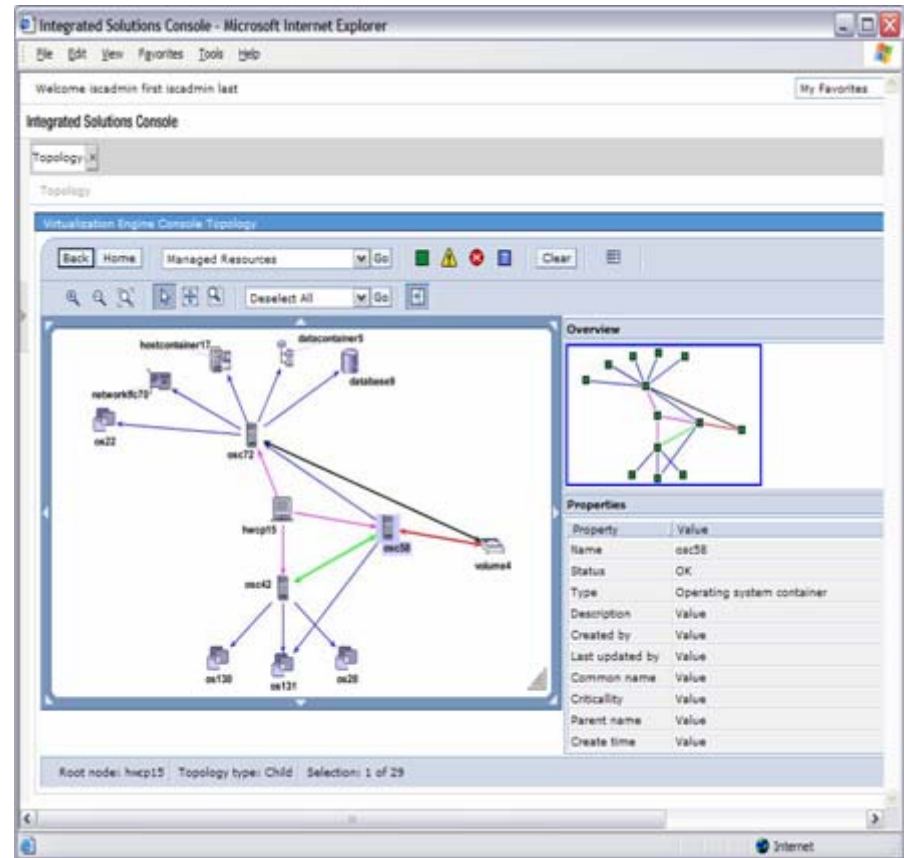 Integrated Solutions Console - Microsoft Internet Explorer
File Edit View Favorites Tools Help
Welcome iscadmin first iscadmin last
My Favorites
Integrated Solutions Console
Topology X
Topology
Virtualization Engine Console Topology
Back Home Managed Resources Go Clear
Deselect All Go
Overview
hostcontainer17
datacontainer5
database8
os22
osc72
hwcp15
osc58
volume4
osc42
os130
os131
os28
Properties
Property Value
Name osc58
Status OK
Type Operating system container
Description Value
Created by Value
Last updated by Value
Common name Value
Criticallity Value
Parent name Value
Create time Value
Root node: hwcp15 Topology type: Child Selection: 1 of 29
Internet